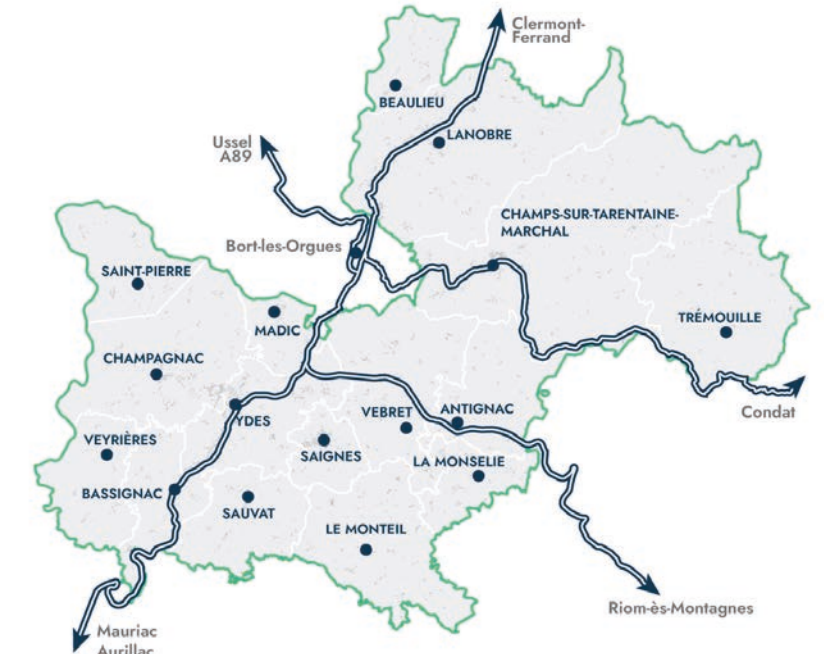 Clermont-
Ferrand
BEAULIEU
LANOBRE
Ussel
A89
CHAMPS-SUR-TARENTAINE-
MARCHAL
Bort-les-Orgues
SAINT-PIERRE
MADIC
TRÉMOUILLE
CHAMPAGNAC
Condat
YDES
VEBRET
ANTIGNAC
VEYRIÈRES
SAIGNES
LA MONSELIE
BASSIGNAC
SAUVAT
LE MONTEIL
Riom-ès-Montagnes
Mauriac
Aurillac